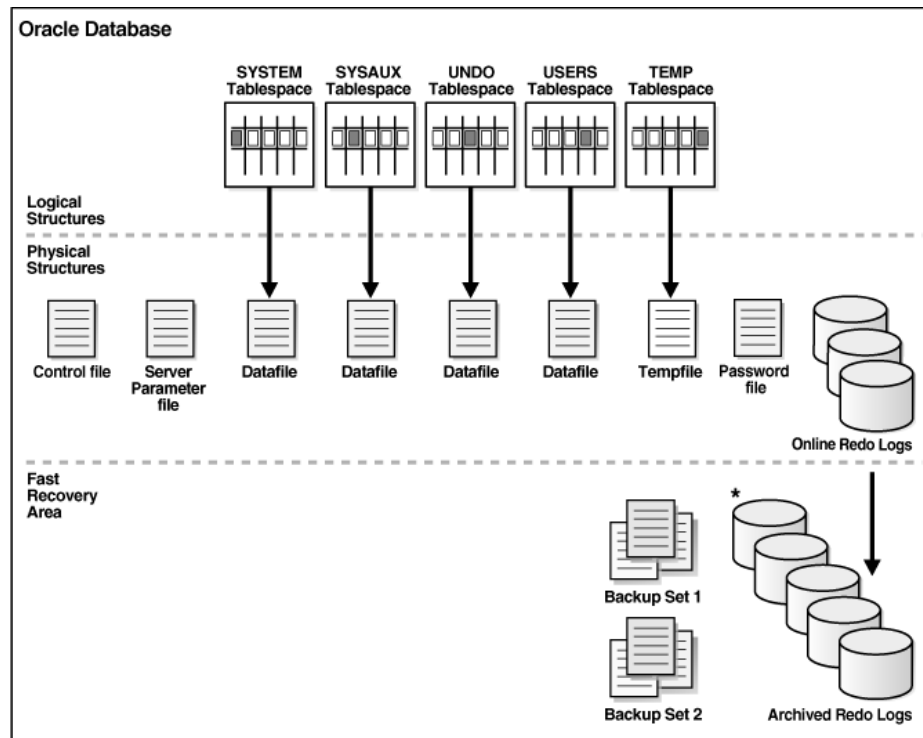 Oracle Database
SYSTEM
Tablespace
SYSAUX
Tablespace
UNDO
Tablespace
USERS
Tablespace
TEMP
Tablespace
Logical
Structures
Physical
Structures
Control file
Server
Parameter
file
Datafile
Datafile
Datafile
Datafile
Tempfile
Password
file
Online Redo Logs
Fast
Recovery
Area
*
Backup Set 1
Backup Set 2
Archived Redo Logs